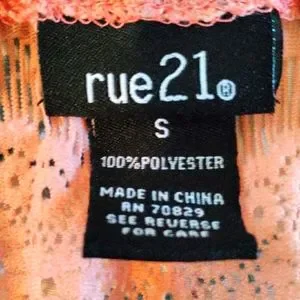 rue21®
S
100%POLYESTER
MADE IN CHINA
RN 70829
SEE REVERSE
FOR CARE